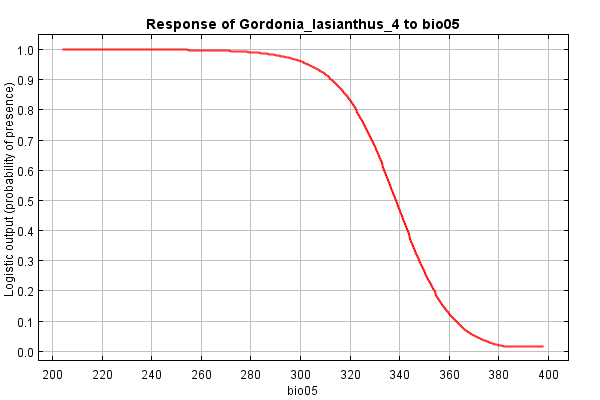 Response of Gordonia_lasianthus_4 to bio05
Logistic output (probability of presence)
1.0
0.9
0.8
0.7
0.6
0.5
0.4
0.3
0.2
0.1
0.0
200 220 240 260 280 300 320 340 360 380 400
bio05